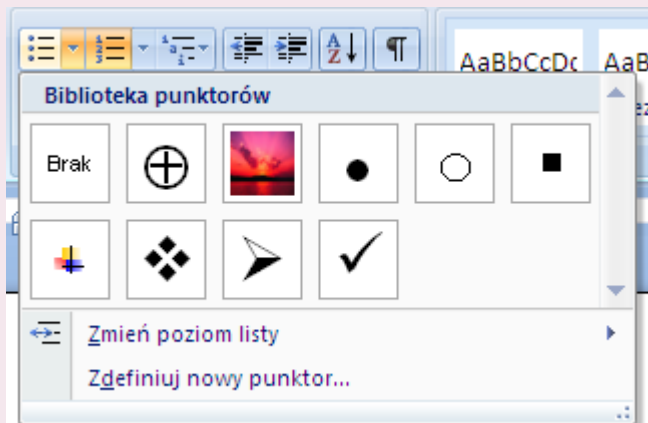 AaBbCcDc AaB
Biblioteka punktorów
Brak
Zmień poziom listy
Zdefiniuj nowy punktor...